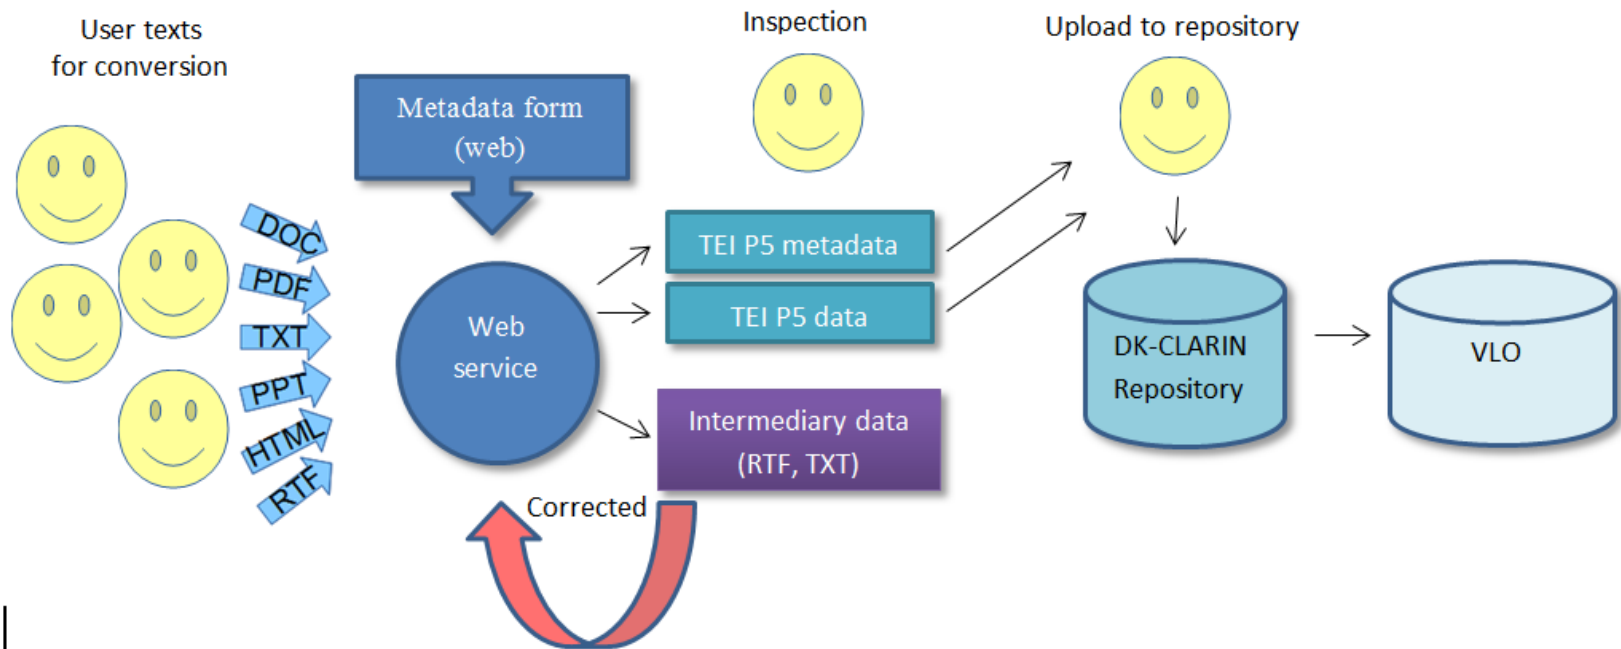 User texts
for conversion
DOC
PDF
TXT
PPT
HTML
RTF
Metadata form
(web)
Web
service
Inspection
TEI P5 metadata
TEI P5 data
Intermediary data
(RTF, TXT)
Corrected
Upload to repository
DK-CLARIN
Repository
VLO